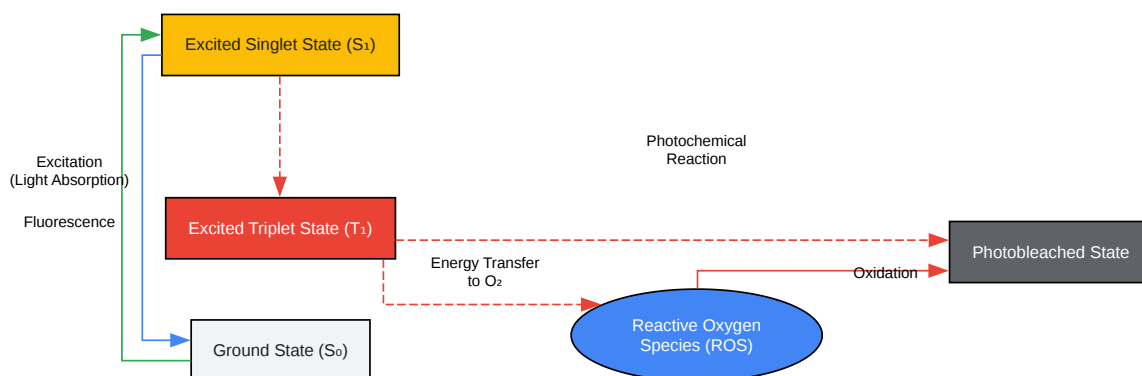 Excited Singlet State (S₁)
Photochemical
Reaction
Excitation
(Light Absorption)
Fluorescence
Excited Triplet State (T₁)
Energy Transfer
to O₂
Oxidation
Photobleached State
Reactive Oxygen
Species (ROS)
Ground State (S₀)